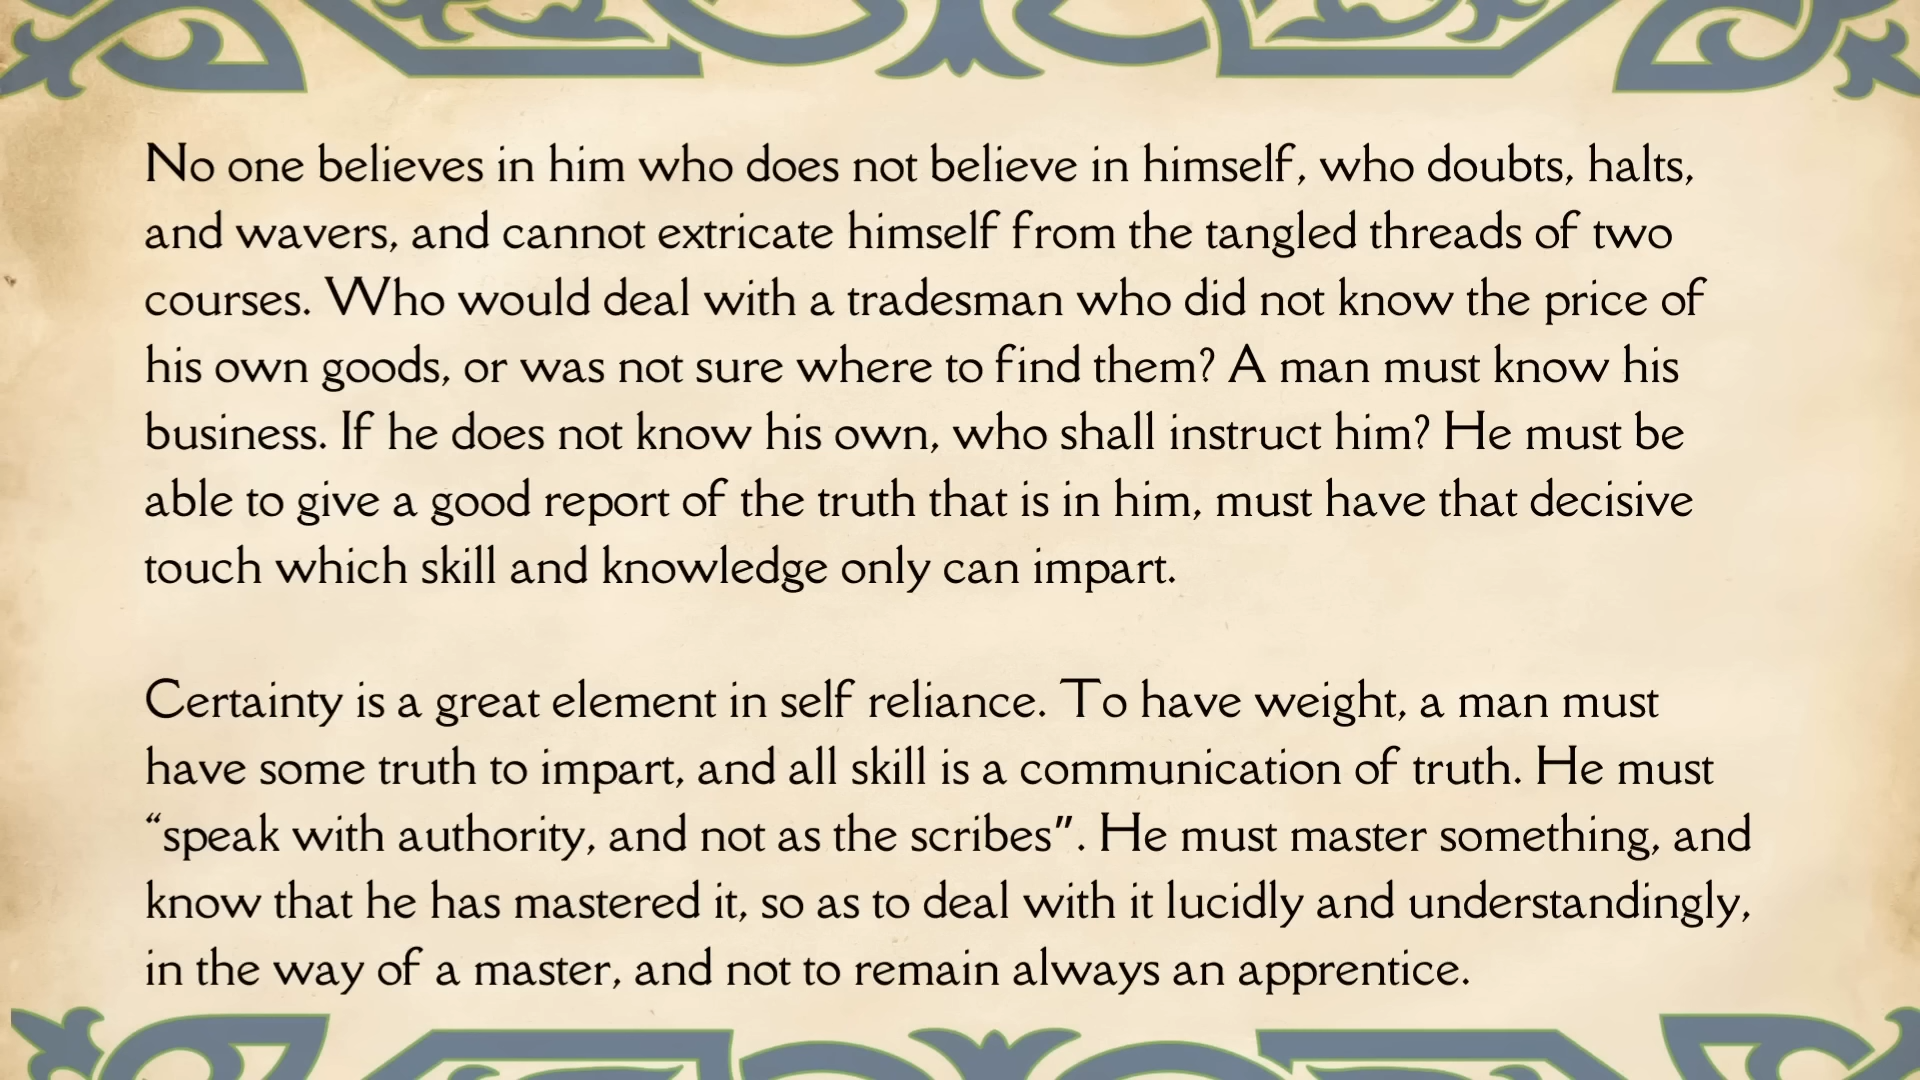 No one believes in him who does not believe in himself, who doubts, halts,
and wavers, and cannot extricate himself from the tangled threads of two
courses. Who would deal with a tradesman who did not know the price of
his own goods, or was not sure where to find them? A man must know his
business. If he does not know his own, who shall instruct him? He must be
able to give a good report of the truth that is in him, must have that decisive
touch which skill and knowledge only can impart.

Certainty is a great element in self reliance. To have weight, a man must
have some truth to impart, and all skill is a communication of truth. He must
“speak with authority, and not as the scribes”. He must master something, and
know that he has mastered it, so as to deal with it lucidly and understandingly,
in the way of a master, and not to remain always an apprentice.